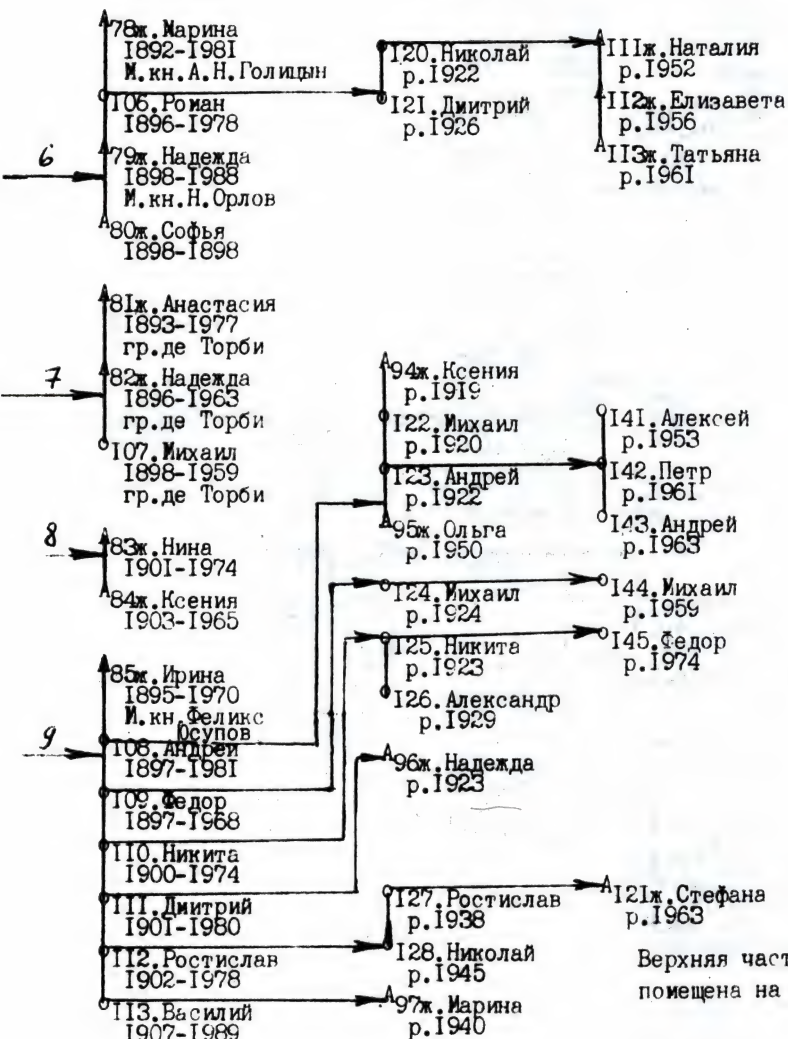 78ж.Марина
1892-1981
М.кн.А.Н.Голицын
106.Роман
1896-1978
6
79ж.Надежда
1898-1988
М.кн.Н.Орлов
80ж.Софья
1898-1898
120.Николай
р.1922
121.Дмитрий
р.1926
111ж.Наталия
р.1952
112ж.Елизавета
р.1956
113ж.Татьяна
р.1961
81ж.Анастасия
1893-1977
гр.де Торби
7
82ж.Надежда
1896-1963
гр.де Торби
107.Михаил
1898-1959
гр.де Торби
8
83ж.Нина
1901-1974
84ж.Ксения
1903-1965
94ж.Ксения
р.1919
122.Михаил
р.1920
123.Андрей
р.1922
95ж.Ольга
р.1950
141.Алексей
р.1953
142.Петр
р.1961
143.Андрей
р.1963
124.Михаил
р.1924
144.Михаил
р.1959
125.Никита
р.1923
145.Федор
р.1974
126.Александр
р.1929
85ж.Ирина
1895-1970
М.кн.Феликс
Юсупов
9
108.Андрей
1897-1981
109.Федор
1897-1968
110.Никита
1900-1974
111.Дмитрий
1901-1980
112.Ростислав
1902-1978
113.Василий
1907-1989
96ж.Надежда
р.1923
127.Ростислав
р.1938
128.Николай
р.1945
97ж.Марина
р.1940
121ж.Стефана
р.1963
Верхняя част
помещена на